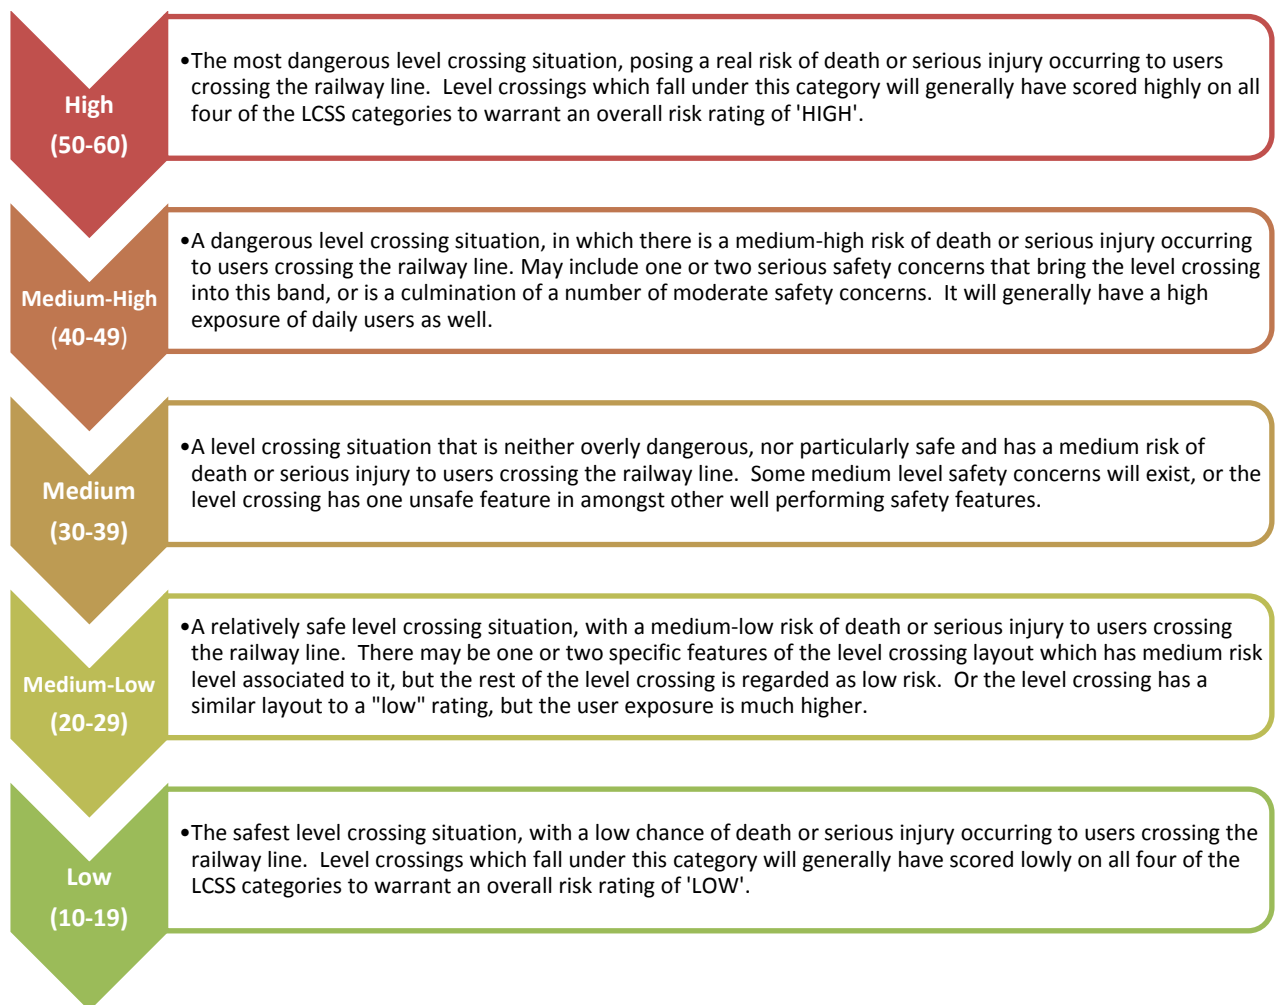 High
(50-60)
•The most dangerous level crossing situation, posing a real risk of death or serious injury occurring to users
crossing the railway line.  Level crossings which fall under this category will generally have scored highly on all
four of the LCSS categories to warrant an overall risk rating of 'HIGH'.
Medium-High
(40-49)
•A dangerous level crossing situation, in which there is a medium-high risk of death or serious injury occurring
to users crossing the railway line. May include one or two serious safety concerns that bring the level crossing
into this band, or is a culmination of a number of moderate safety concerns.  It will generally have a high
exposure of daily users as well.
Medium
(30-39)
•A level crossing situation that is neither overly dangerous, nor particularly safe and has a medium risk of
death or serious injury to users crossing the railway line.  Some medium level safety concerns will exist, or the
level crossing has one unsafe feature in amongst other well performing safety features.
Medium-Low
(20-29)
•A relatively safe level crossing situation, with a medium-low risk of death or serious injury to users crossing
the railway line.  There may be one or two specific features of the level crossing layout which has medium risk
level associated to it, but the rest of the level crossing is regarded as low risk.  Or the level crossing has a
similar layout to a "low" rating, but the user exposure is much higher.
Low
(10-19)
•The safest level crossing situation, with a low chance of death or serious injury occurring to users crossing the
railway line.  Level crossings which fall under this category will generally have scored lowly on all four of the
LCSS categories to warrant an overall risk rating of 'LOW'.